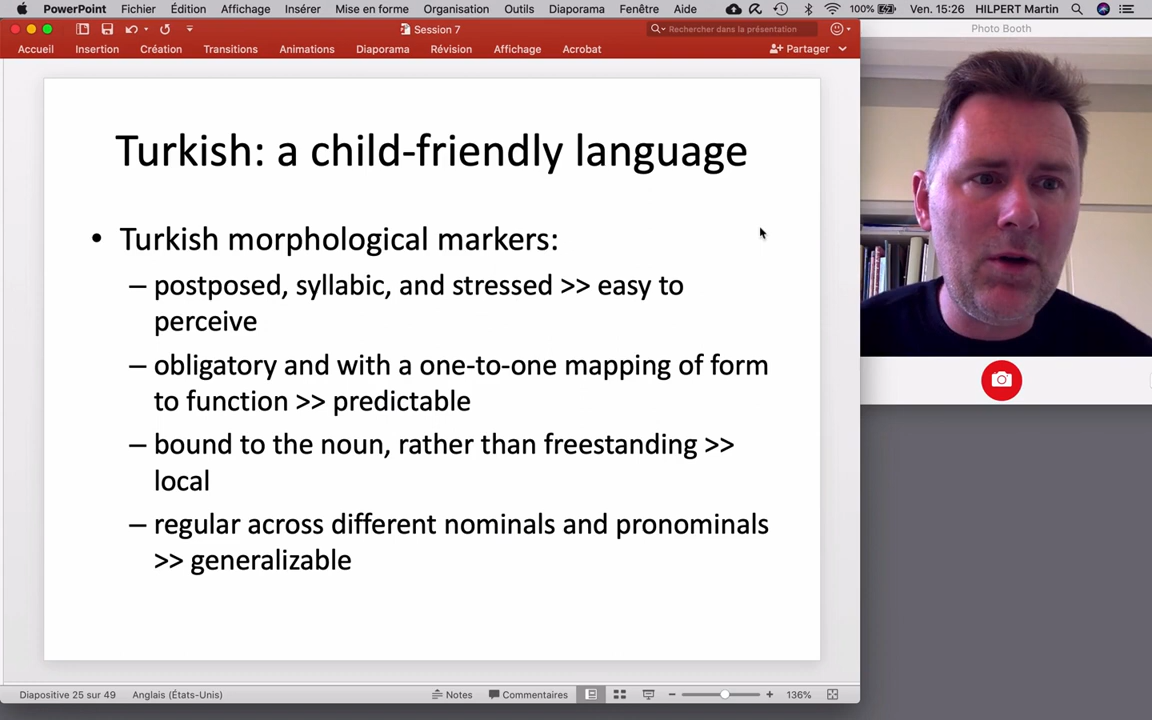 PowerPoint Fichier Édition Affichage Insérer Mise en forme Organisation Outils Diaporama Fenêtre Aide 100% Ven. 15:26 HILPERT Martin
Session 7
Rechercher dans la présentation
Photo Booth
Accueil Insertion Création Transitions Animations Diaporama Révision Affichage Acrobat Partager
Turkish: a child-friendly language
• Turkish morphological markers:
– postposed, syllabic, and stressed >> easy to
perceive
– obligatory and with a one-to-one mapping of form
to function >> predictable
– bound to the noun, rather than freestanding >>
local
– regular across different nominals and pronominals
>> generalizable
Diapositive 25 sur 49 Anglais (États-Unis) Notes Commentaires 136%